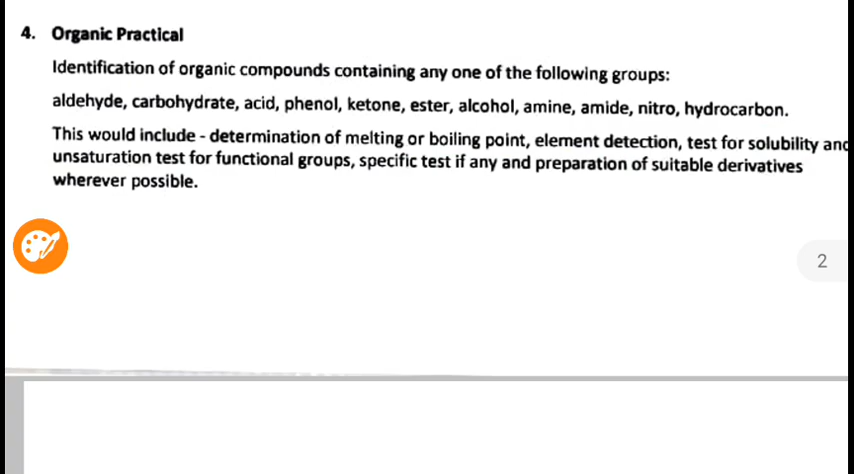 4. Organic Practical
Identification of organic compounds containing any one of the following groups:
aldehyde, carbohydrate, acid, phenol, ketone, ester, alcohol, amine, amide, nitro, hydrocarbon.
This would include - determination of melting or boiling point, element detection, test for solubility and
unsaturation test for functional groups, specific test if any and preparation of suitable derivatives
wherever possible.
2